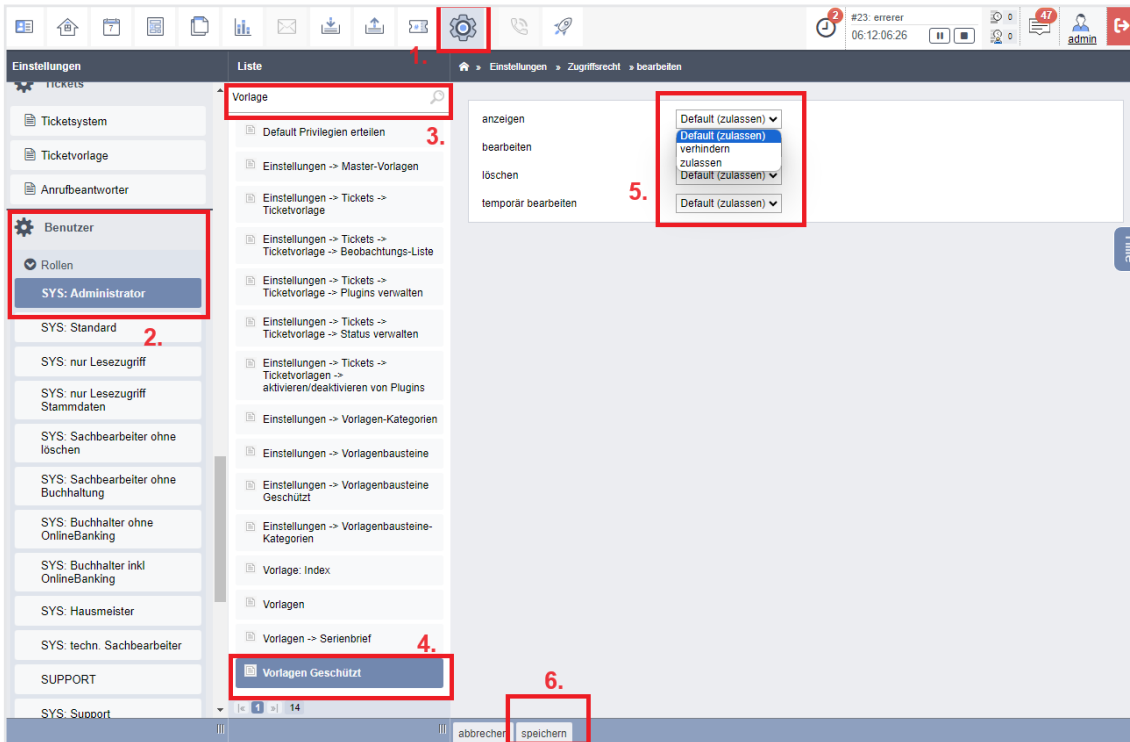 7
#
2
#23: errerer
06:12:06:26
0
0
47
admin
1.
Einstellungen
Liste
» Einstellungen » Zugriffsrecht » bearbeiten
Tickets
Ticketsystem
Ticketvorlage
Anrufbeantworter
Benutzer
Rollen
SYS: Administrator
2.
SYS: Standard
SYS: nur Lesezugriff
SYS: nur Lesezugriff
Stammdaten
SYS: Sachbearbeiter ohne
löschen
SYS: Sachbearbeiter ohne
Buchhaltung
SYS: Buchhalter ohne
OnlineBanking
SYS: Buchhalter inkl
OnlineBanking
SYS: Hausmeister
SYS: techn. Sachbearbeiter
SUPPORT
SYS: Support
Vorlage
3.
Default Privilegien erteilen
Einstellungen -> Master-Vorlagen
Einstellungen -> Tickets ->
Ticketvorlage
Einstellungen -> Tickets ->
Ticketvorlage -> Beobachtungs-Liste
Einstellungen -> Tickets ->
Ticketvorlage -> Plugins verwalten
Einstellungen -> Tickets ->
Ticketvorlage -> Status verwalten
Einstellungen -> Tickets ->
Ticketvorlagen ->
aktivieren/deaktivieren von Plugins
Einstellungen -> Vorlagen-Kategorien
Einstellungen -> Vorlagenbausteine
Einstellungen -> Vorlagenbausteine
Geschützt
Einstellungen -> Vorlagenbausteine-
Kategorien
Vorlage: Index
Vorlagen
Vorlagen -> Serienbrief
4.
Vorlagen Geschützt
|« 1 »| 14
anzeigen
Default (zulassen)
Default (zulassen)
verhindern
zulassen
bearbeiten
löschen
Default (zulassen)
5.
temporär bearbeiten
Default (zulassen)
6.
abbrechen
speichern